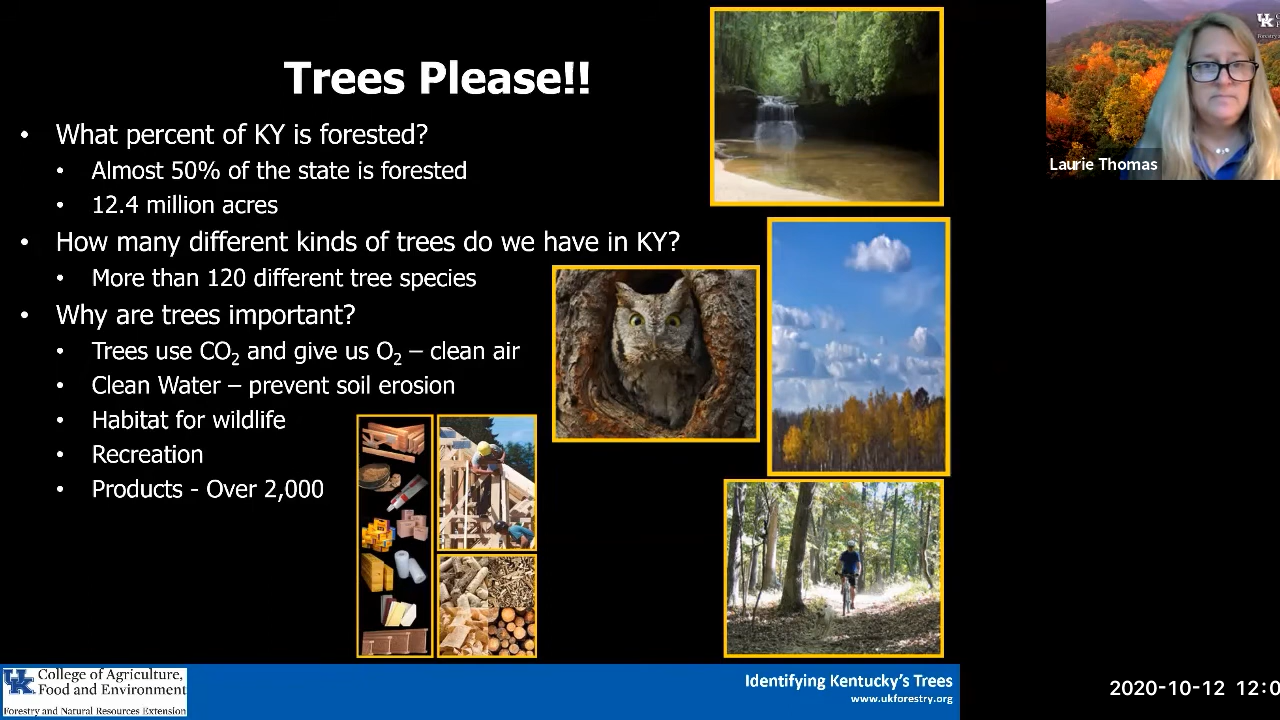 Trees Please!!
• What percent of KY is forested?
• Almost 50% of the state is forested
• 12.4 million acres
• How many different kinds of trees do we have in KY?
• More than 120 different tree species
• Why are trees important?
• Trees use CO₂ and give us O₂ – clean air
• Clean Water – prevent soil erosion
• Habitat for wildlife
• Recreation
• Products - Over 2,000
UK
Laurie Thomas
UK College of Agriculture,
Food and Environment
Forestry and Natural Resources Extension
Identifying Kentucky's Trees
www.ukforestry.org
2020-10-12 12:0